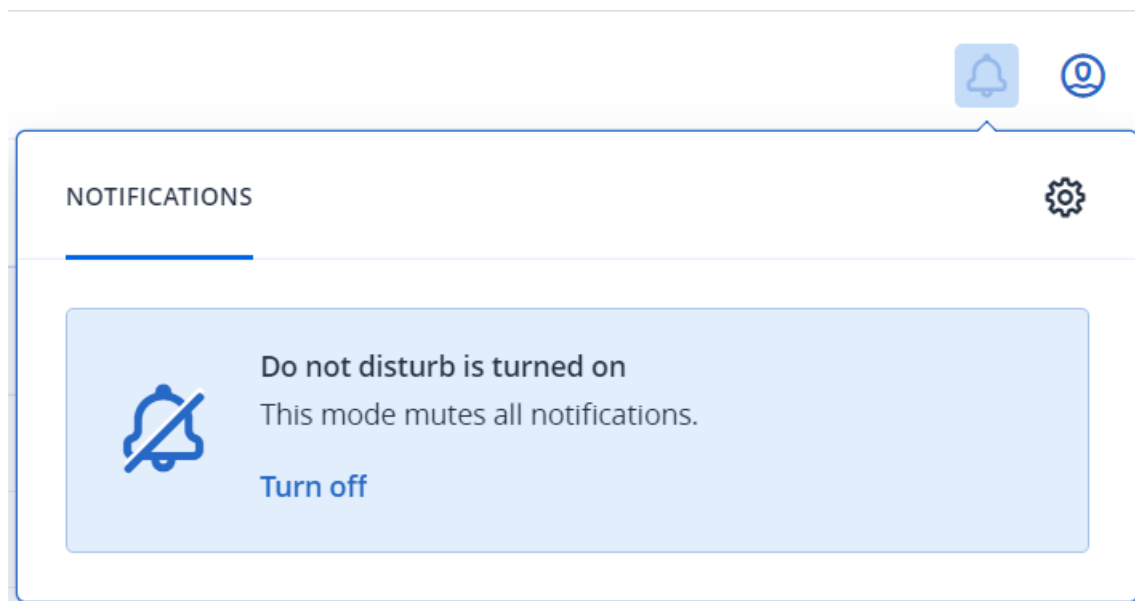 NOTIFICATIONS
Do not disturb is turned on
This mode mutes all notifications.
Turn off